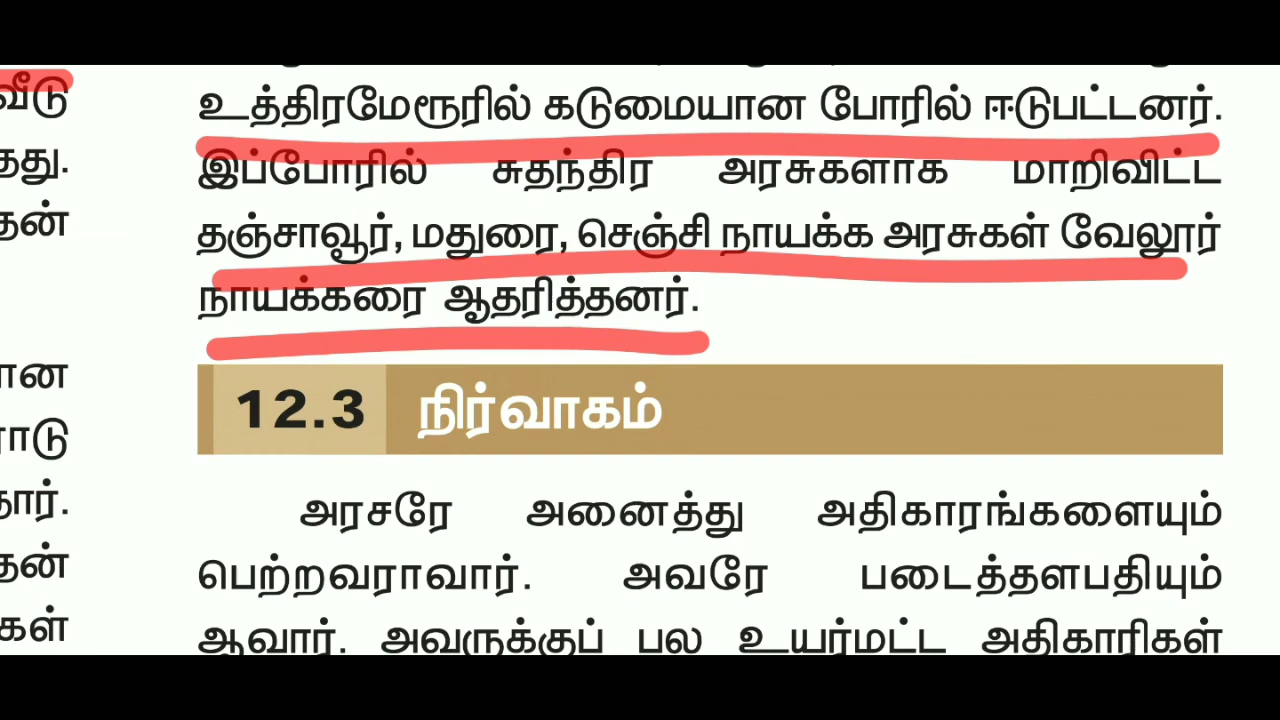 வீடு
உத்திரமேரூரில் கடுமையான போரில் ஈடுபட்டனர்.
இப்போரில் சுதந்திர அரசுகளாக மாறிவிட்ட
தஞ்சாவூர், மதுரை, செஞ்சி நாயக்க அரசுகள் வேலூர்
நாயக்கரை ஆதரித்தனர்.
12.3 நிர்வாகம்
அரசரே அனைத்து அதிகாரங்களையும்
பெற்றவராவார். அவரே படைத்தளபதியும்
ஆவார். அவருக்குப் பல உயர்மட்ட அதிகாரிகள்